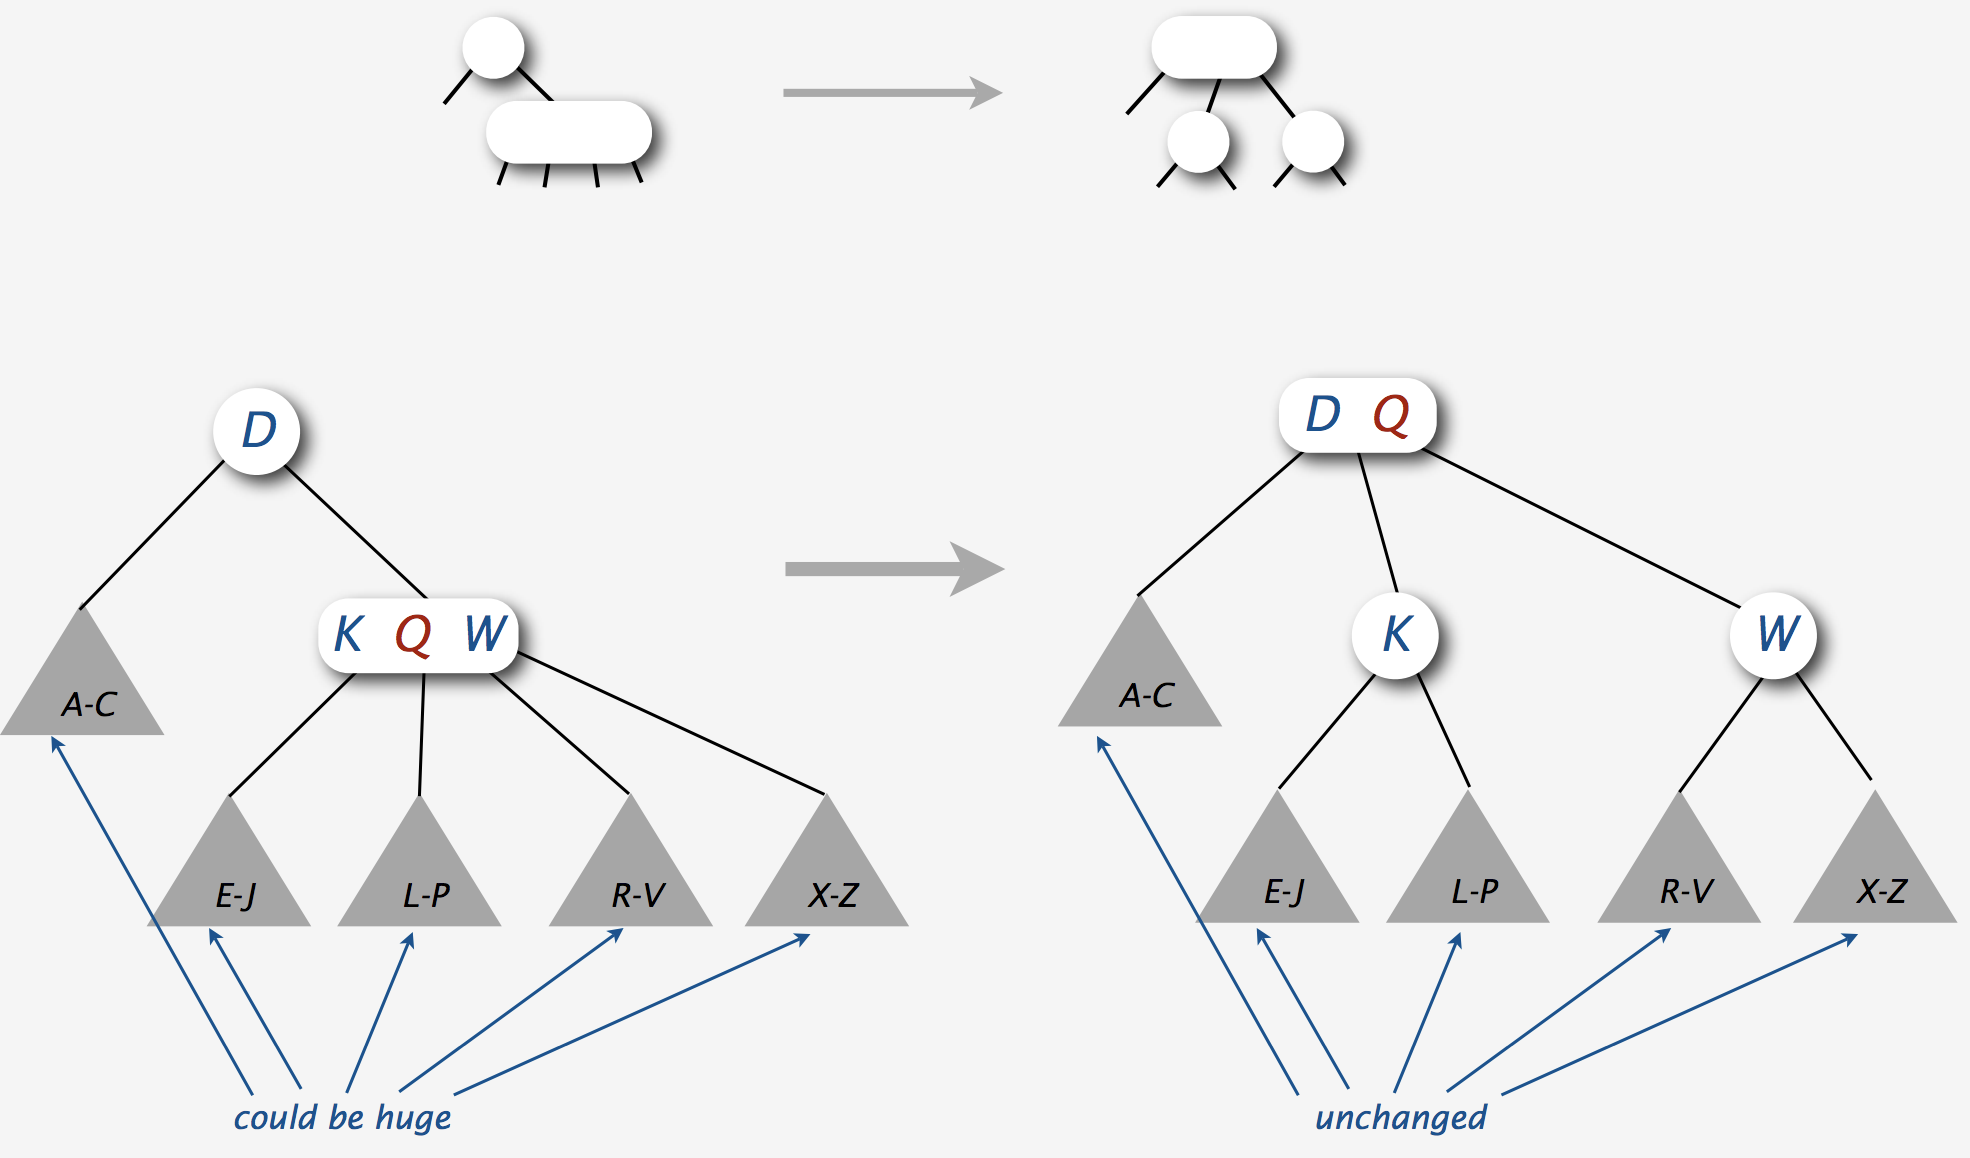 D
K Q W
A-C
E-J L-P R-V X-Z
could be huge
D Q
K W
A-C
E-J L-P R-V X-Z
unchanged